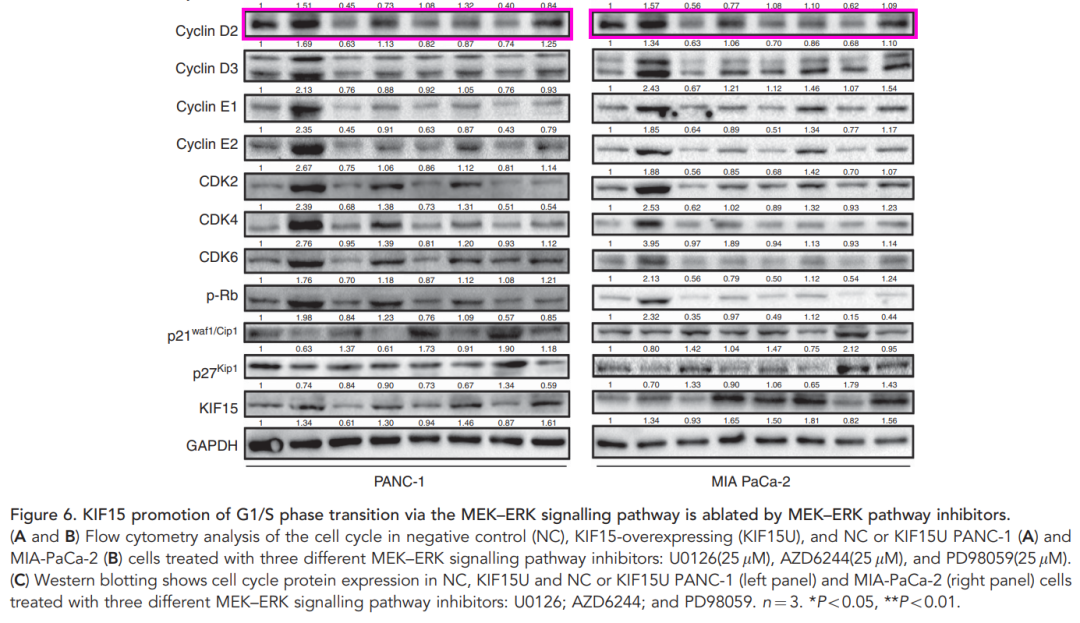 1 1.51 0.45 0.73 1.08 1.32 0.40 0.84 1 1.57 0.56 0.77 1.08 1.10 0.62 1.09
Cyclin D2
1 1.69 0.63 1.13 0.82 0.87 0.74 1.25 1 1.34 0.63 1.06 0.70 0.86 0.68 1.10
Cyclin D3
1 2.13 0.76 0.88 0.92 1.05 0.76 0.93 1 2.43 0.67 1.21 1.12 1.46 1.07 1.54
Cyclin E1
1 2.35 0.45 0.91 0.63 0.87 0.43 0.79 1 1.85 0.64 0.89 0.51 1.34 0.77 1.17
Cyclin E2
1 2.67 0.75 1.06 0.86 1.12 0.81 1.14 1 1.88 0.56 0.85 0.68 1.42 0.70 1.07
CDK2
1 2.39 0.68 1.38 0.73 1.31 0.51 0.54 1 2.53 0.62 1.02 0.89 1.32 0.93 1.23
CDK4
1 2.76 0.95 1.39 0.81 1.20 0.93 1.12 1 3.95 0.97 1.89 0.94 1.13 0.93 1.14
CDK6
1 1.76 0.70 1.18 0.87 1.12 1.08 1.21 1 2.13 0.56 0.79 0.50 1.12 0.54 1.24
p-Rb
1 1.98 0.84 1.23 0.76 1.09 0.57 0.85 1 2.32 0.35 0.97 0.49 1.12 0.15 0.44
p21waf1/Cip1
1 0.63 1.37 0.61 1.73 0.91 1.90 1.18 1 0.80 1.42 1.04 1.47 0.75 2.12 0.95
p27Kip1
1 0.74 0.84 0.90 0.73 0.67 1.34 0.59 1 0.70 1.33 0.90 1.06 0.65 1.79 1.43
KIF15
1 1.34 0.61 1.30 0.94 1.46 0.87 1.61 1 1.34 0.93 1.65 1.50 1.81 0.82 1.56
GAPDH
PANC-1 MIA PaCa-2
Figure 6. KIF15 promotion of G1/S phase transition via the MEK–ERK signalling pathway is ablated by MEK–ERK pathway inhibitors.
(A and B) Flow cytometry analysis of the cell cycle in negative control (NC), KIF15-overexpressing (KIF15U), and NC or KIF15U PANC-1 (A) and
MIA-PaCa-2 (B) cells treated with three different MEK–ERK signalling pathway inhibitors: U0126(25 μM), AZD6244(25 μM), and PD98059(25 μM).
(C) Western blotting shows cell cycle protein expression in NC, KIF15U and NC or KIF15U PANC-1 (left panel) and MIA-PaCa-2 (right panel) cells
treated with three different MEK–ERK signalling pathway inhibitors: U0126; AZD6244; and PD98059. n = 3. *P < 0.05, **P < 0.01.